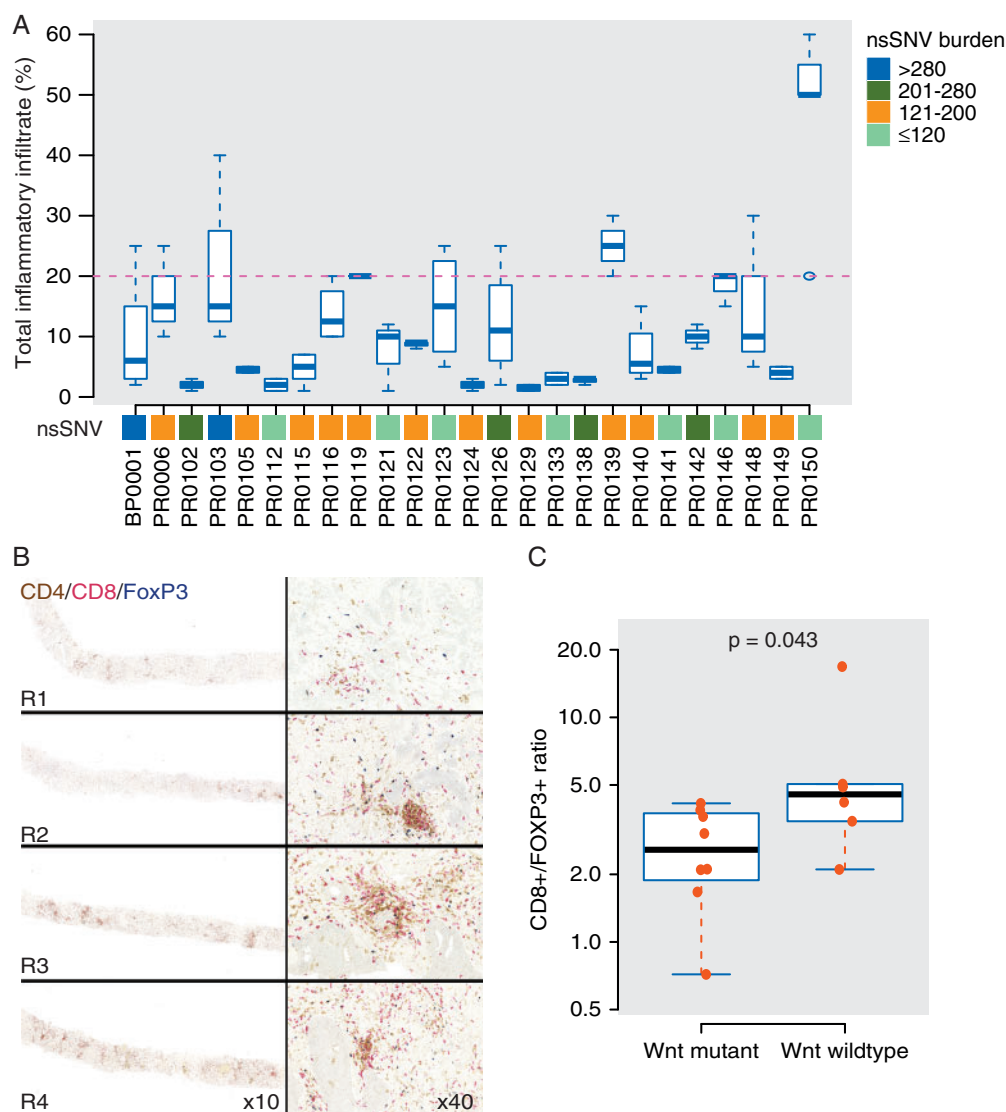 A
Total inflammatory infiltrate (%)
60
50
40
30
20
10
0
nsSNV burden
>280
201-280
121-200
≤120
nsSNV
BP0001
PR0006
PR0102
PR0103
PR0105
PR0112
PR0115
PR0116
PR0119
PR0121
PR0122
PR0123
PR0124
PR0126
PR0129
PR0133
PR0138
PR0139
PR0140
PR0141
PR0142
PR0146
PR0148
PR0149
PR0150
B
CD4/CD8/FoxP3
R1
R2
R3
R4
x10
x40
C
p = 0.043
CD8+/FOXP3+ ratio
20.0
10.0
5.0
2.0
1.0
0.5
Wnt mutant
Wnt wildtype